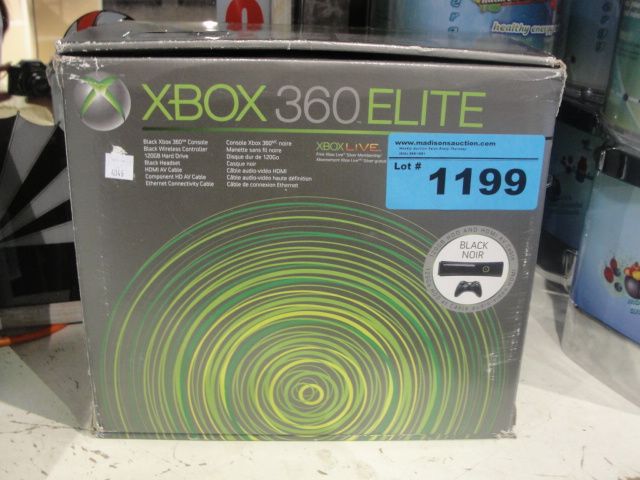 healthy energ
XBOX 360 ELITE
Black Xbox 360™ Console
Black Wireless Controller
120GB Hard Drive
Black Headset
HDMI AV Cable
Component HD AV Cable
Ethernet Connectivity Cable
Console Xbox 360MC noire
Manette sans fil noire
Disque dur de 120Go
Casque noir
Câble audio-vidéo HDMI
Câble audio-vidéo haute définition
Câble de connexion Ethernet
XBOX LIVE
www.madisonsauction.com
Lot # 1199
BLACK
NOIR